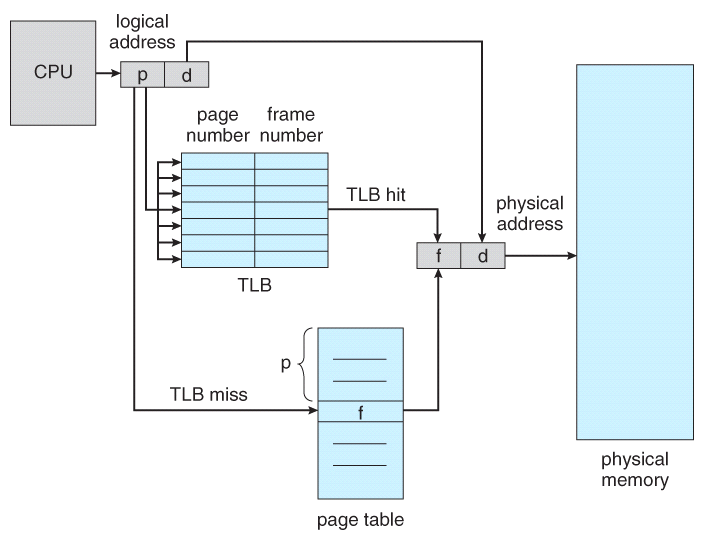 logical
address
CPU
p
d
page
number
frame
number
TLB hit
physical
address
f
d
TLB
p
TLB miss
f
page table
physical
memory